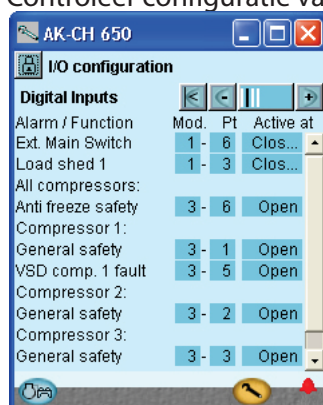 Controleer configuratie va
AK-CH 650
I/O configuration
Digital Inputs
Alarm / Function Mod. Pt Active at
Ext. Main Switch 1 - 6 Clos...
Load shed 1 1 - 3 Clos...
All compressors:
Anti freeze safety 3 - 6 Open
Compressor 1:
General safety 3 - 1 Open
VSD comp. 1 fault 3 - 5 Open
Compressor 2:
General safety 3 - 2 Open
Compressor 3:
General safety 3 - 3 Open